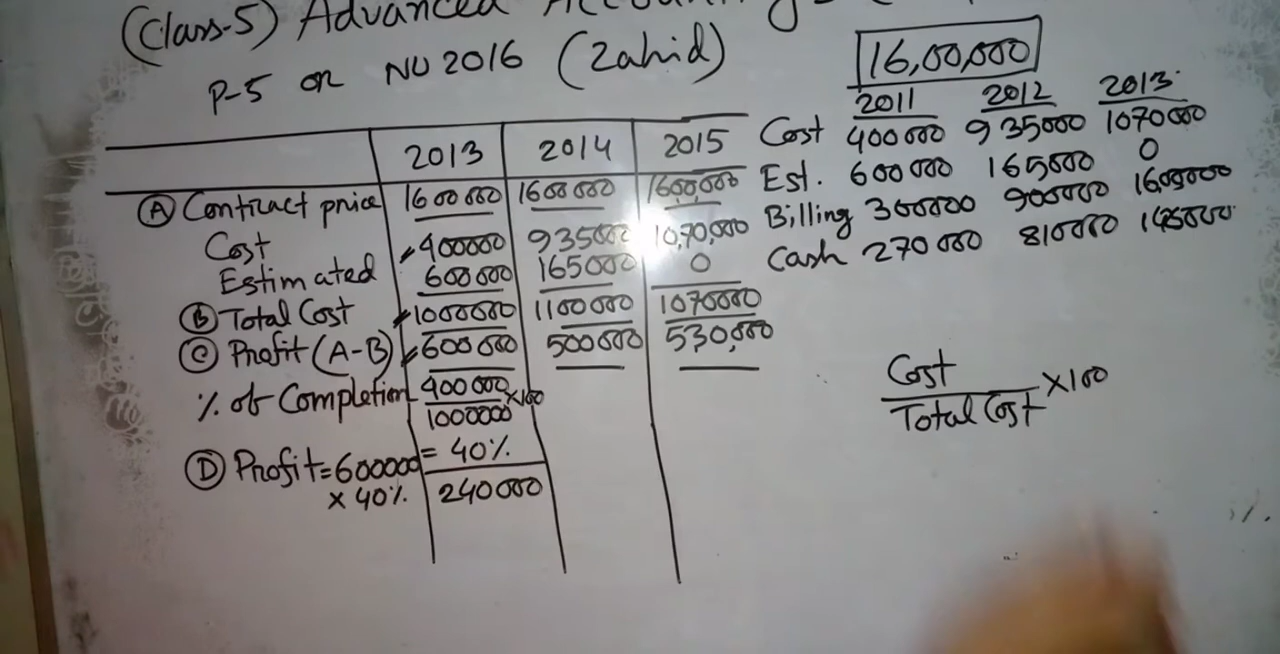 (Class-5) Advanced
P-5 or NU 2016 (Zahid)
16,00,000
2011 2012 2013
Cost 400000 935000 1070000
Est. 600000 165000 0
Billing 300000 900000
Cash 270000 810000
2013 2014 2015
(A) Contract price 1600000 1600000 1600,000
Cost 400000 935000 10,70,000
Estimated 600000 165000 0
(B) Total Cost 1000000 1100000 1070000
(C) Profit (A-B) 600000 500000 530,000
% of Completion 400000 ×100
1000000
= 40%
(D) Profit=600000
× 40% 240000
Cost ×100
Total Cost